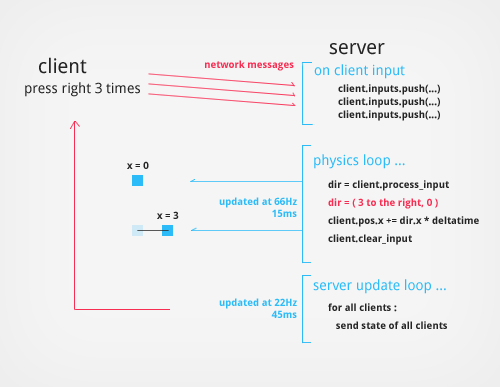 server
client
network messages
on client input
press right 3 times
client.inputs.push(...)
client.inputs.push(...)
client.inputs.push(...)
x = 0
physics loop ...
dir = client.process_input
updated at 66Hz
15ms
dir = ( 3 to the right, 0 )
x = 3
client.pos.x += dir.x * deltatime
client.clear_input
server update loop ...
updated at 22Hz
45ms
for all clients :
send state of all clients